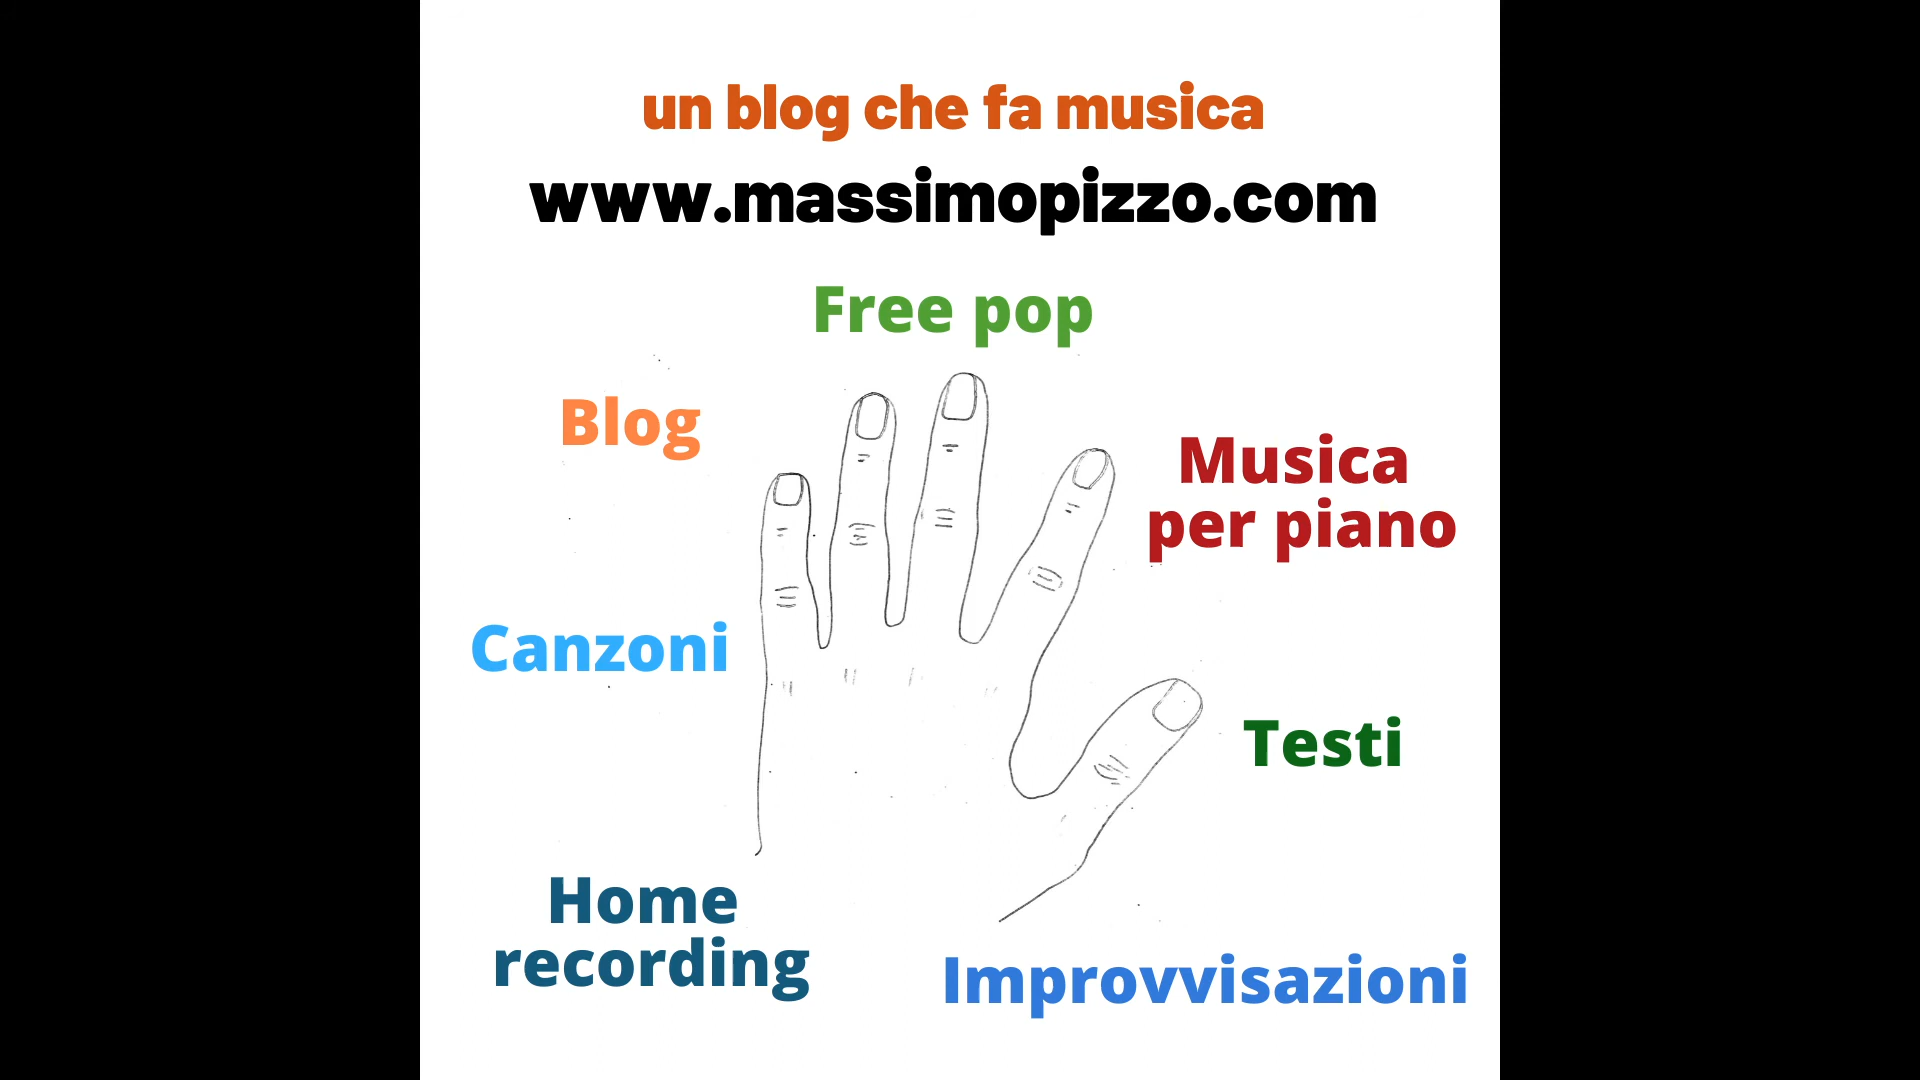 un blog che fa musica
www.massimopizzo.com
Free pop
Blog
Musica
per piano
Canzoni
Testi
Home
recording
Improvvisazioni